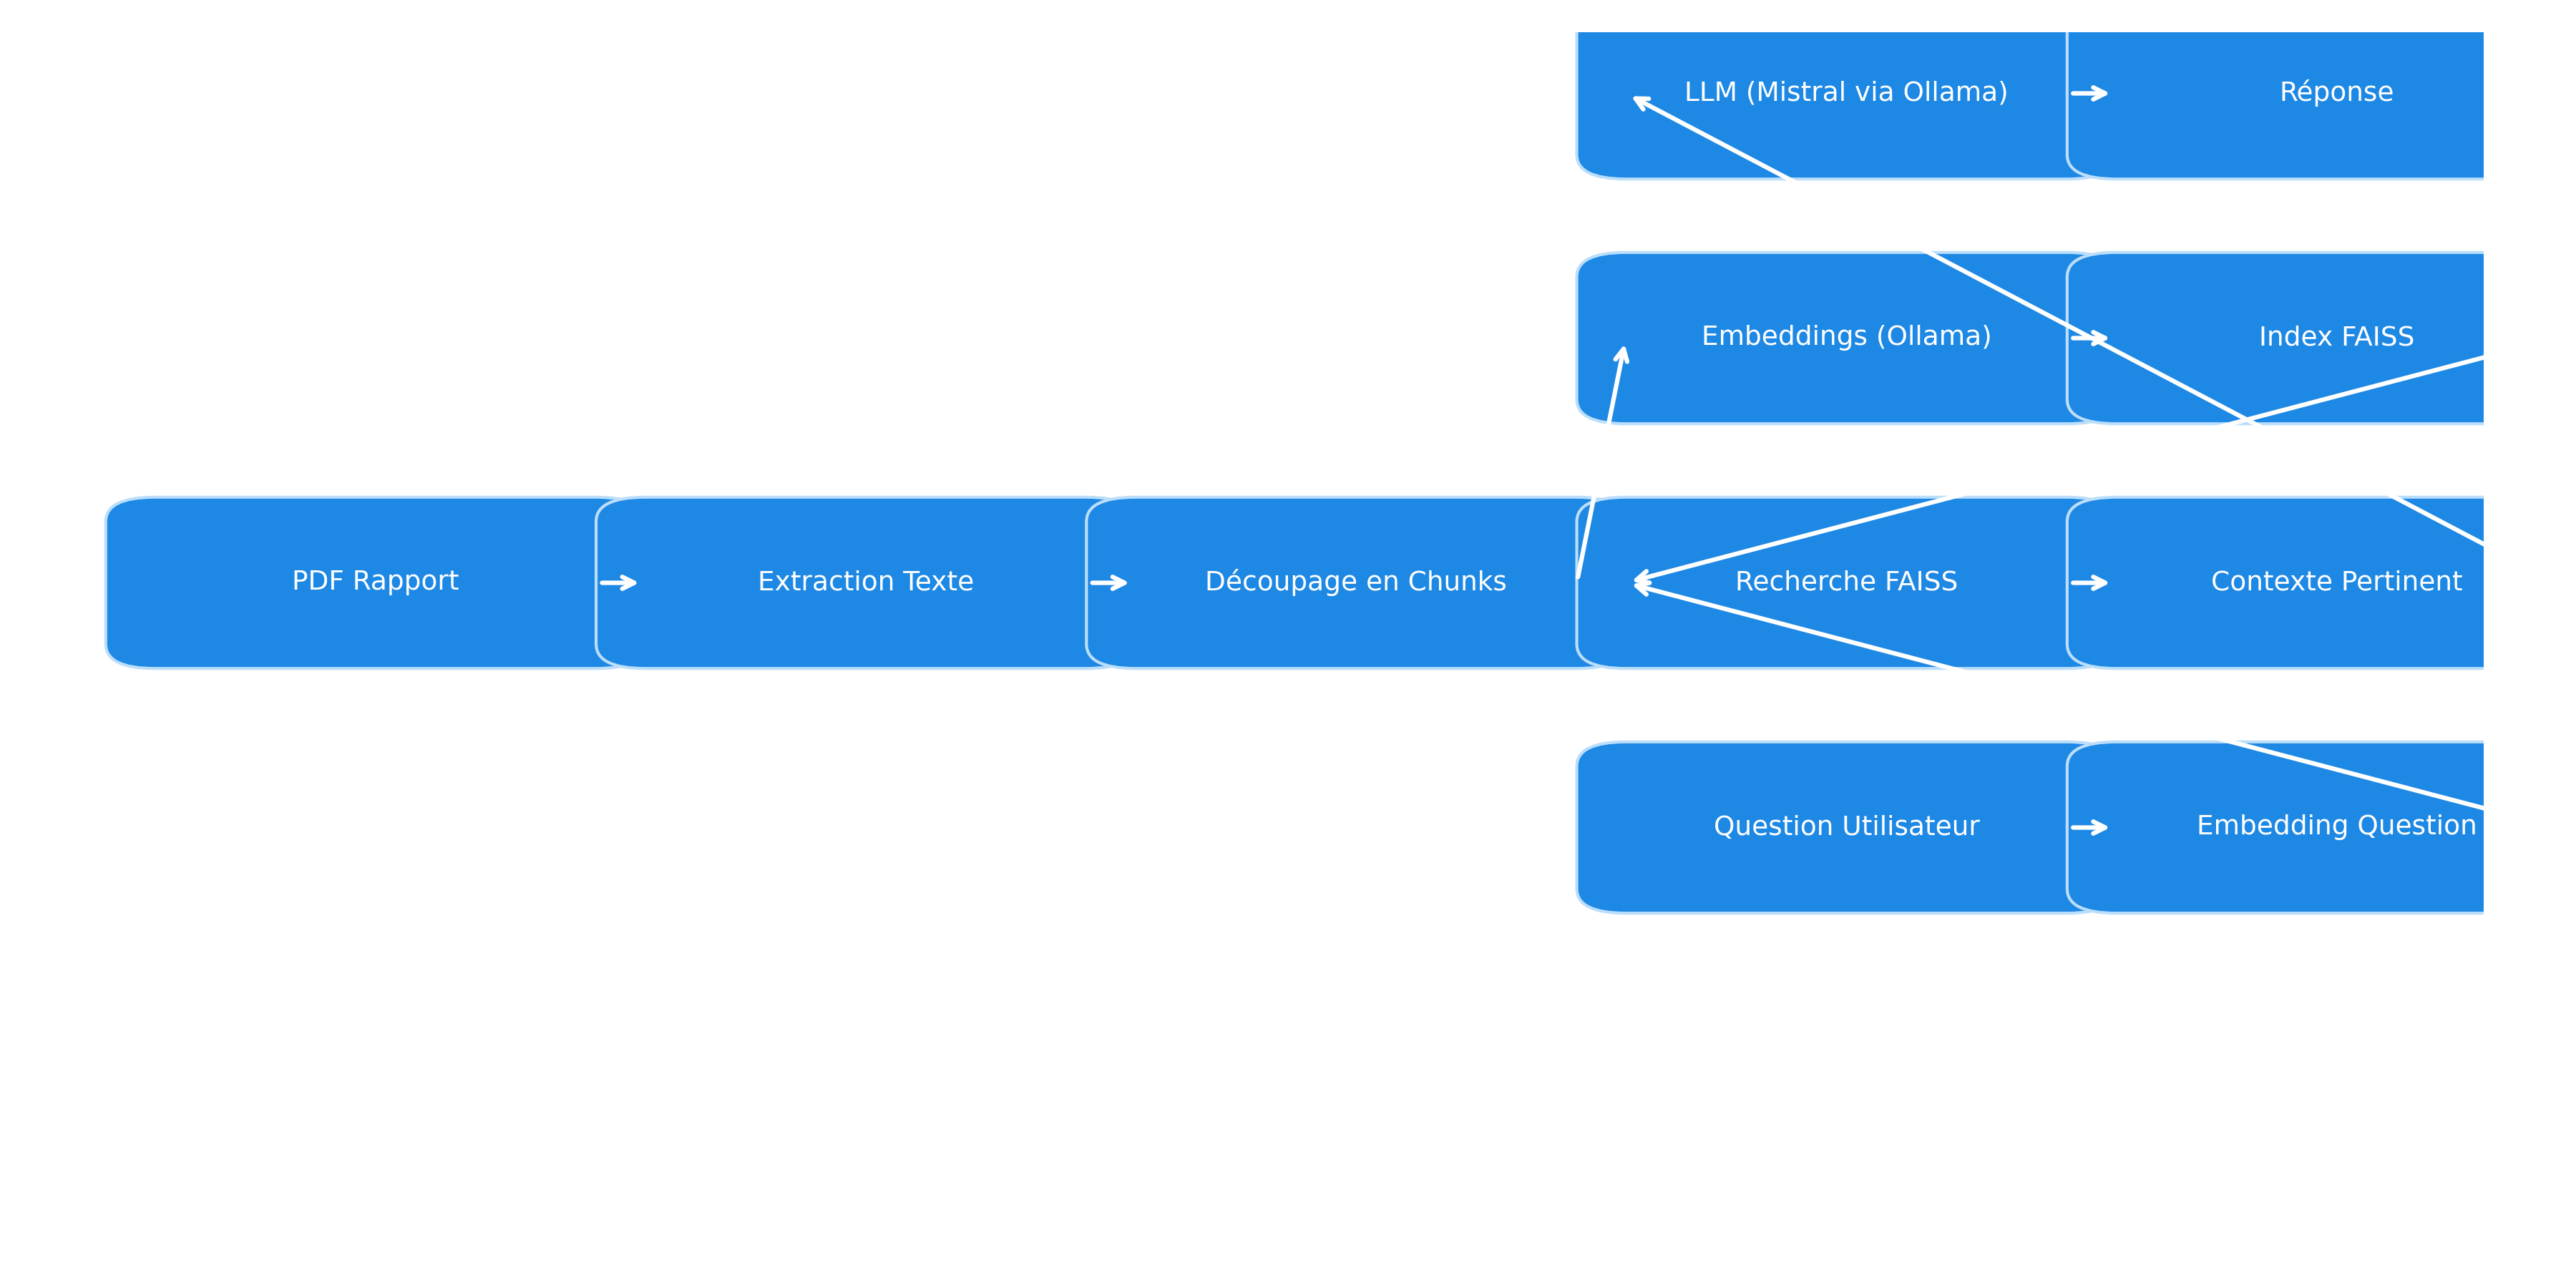 LLM (Mistral via Ollama)
Réponse
Embeddings (Ollama)
Index FAISS
PDF Rapport
Extraction Texte
Découpage en Chunks
Recherche FAISS
Contexte Pertinent
Question Utilisateur
Embedding Question